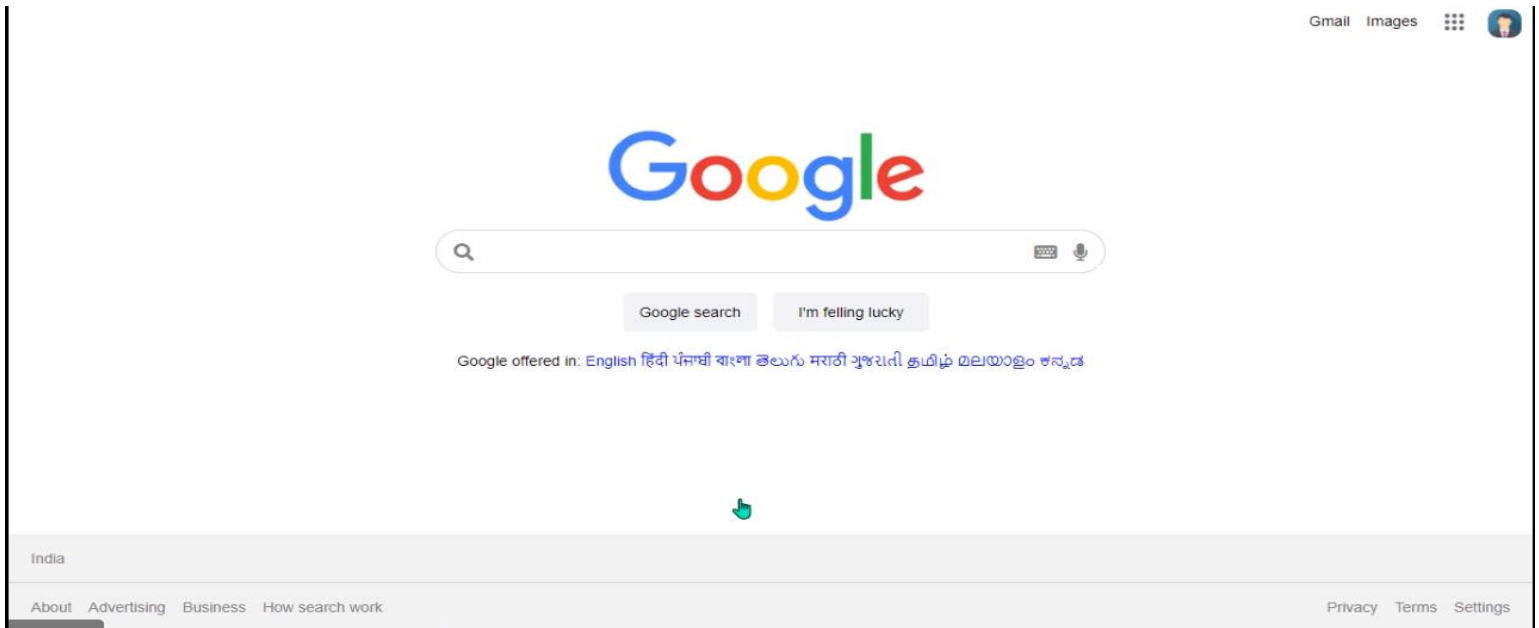 Gmail Images
Google
Google search I'm felling lucky
Google offered in: English हिंदी ਪੰਜਾਬੀ বাংলা తెలుగు मराठी ગુજરાતી தமிழ் മലയാളം ಕನ್ನಡ
India
About Advertising Business How search work Privacy Terms Settings